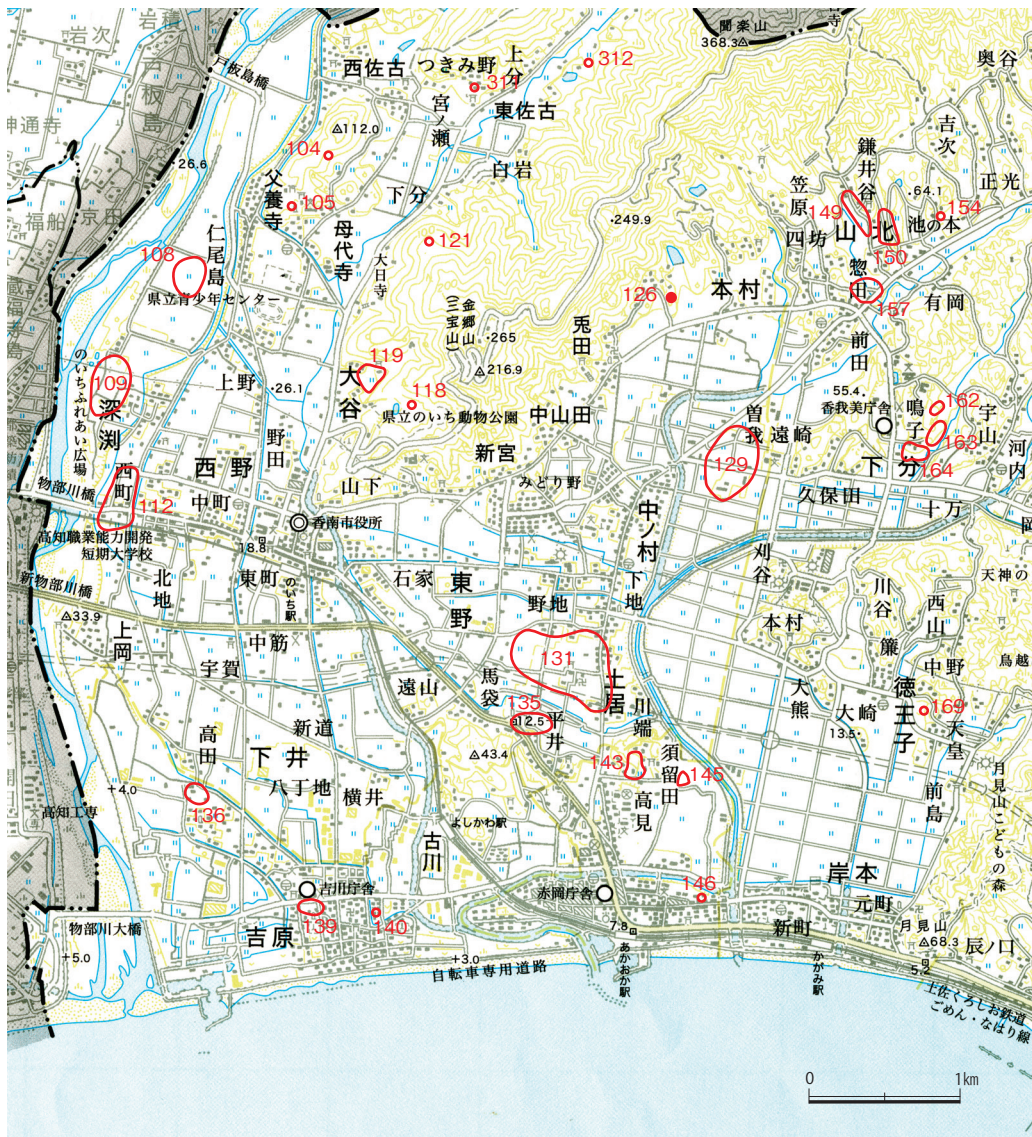 岩次
岩積
戸板島
戸板島橋
神通寺
福船
京田
蔵福寺島
26.6
西佐古
つきみ野
上分
312
311
宮ノ瀬
東佐古
112.0
104
白岩
下分
105
父養寺
母代寺
121
大日寺
仁尾島
108
県立青少年センター
聞楽山
368.3
奥谷
吉次
鎌井谷
笠原
64.1
正光
149
四坊
山北
池の本
154
150
惣田
157
有岡
249.9
本村
126
前田
金剛山
(三宝山)
265
216.9
兎田
119
大谷
118
県立のいち動物公園
中山田
新宮
みどり野
上野
26.1
109
深渕
のいちふれあい広場
西町
112
西野
野田
中町
山下
物部川橋
香南市役所
高知職業能力開発
短期大学校
18.8
のいち駅
東町
北地
新物部川橋
33.9
上岡
中筋
宇賀
石家
東野
野地
中ノ村
下地
曽我
遠崎
129
55.4
香我美庁舎
鳴子
162
宇山
163
164
下分
河内
久保田
十万
岡
刈谷
天神の
川谷
西山
本村
簾
中野
鳥越
徳王子
大熊
大崎
13.5
169
天皇
前島
月見山こどもの森
131
土居
遠山
馬袋
135
12.5
平井
川端
43.4
143
須留田
145
高見
高田
新道
下井
八丁地
横井
136
4.0
高知工専
よしかわ駅
古川
吉川庁舎
139
140
吉原
物部川大橋
5.0
3.0
自転車専用道路
赤岡庁舎
7.8
あかおか駅
146
岸本
元町
新町
月見山
68.3
かがみ駅
5.2
辰ノ口
土佐くろしお鉄道
ごめん・なはり線
0
1km